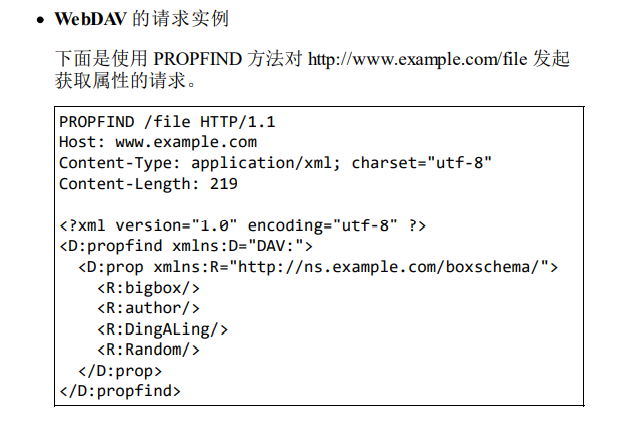 • WebDAV 的请求实例
下面是使用 PROPFIND 方法对 http://www.example.com/file 发起
获取属性的请求。
PROPFIND /file HTTP/1.1
Host: www.example.com
Content-Type: application/xml; charset="utf-8"
Content-Length: 219

<?xml version="1.0" encoding="utf-8" ?>
<D:propfind xmlns:D="DAV:">
  <D:prop xmlns:R="http://ns.example.com/boxschema/">
    <R:bigbox/>
    <R:author/>
    <R:DingALing/>
    <R:Random/>
  </D:prop>
</D:propfind>